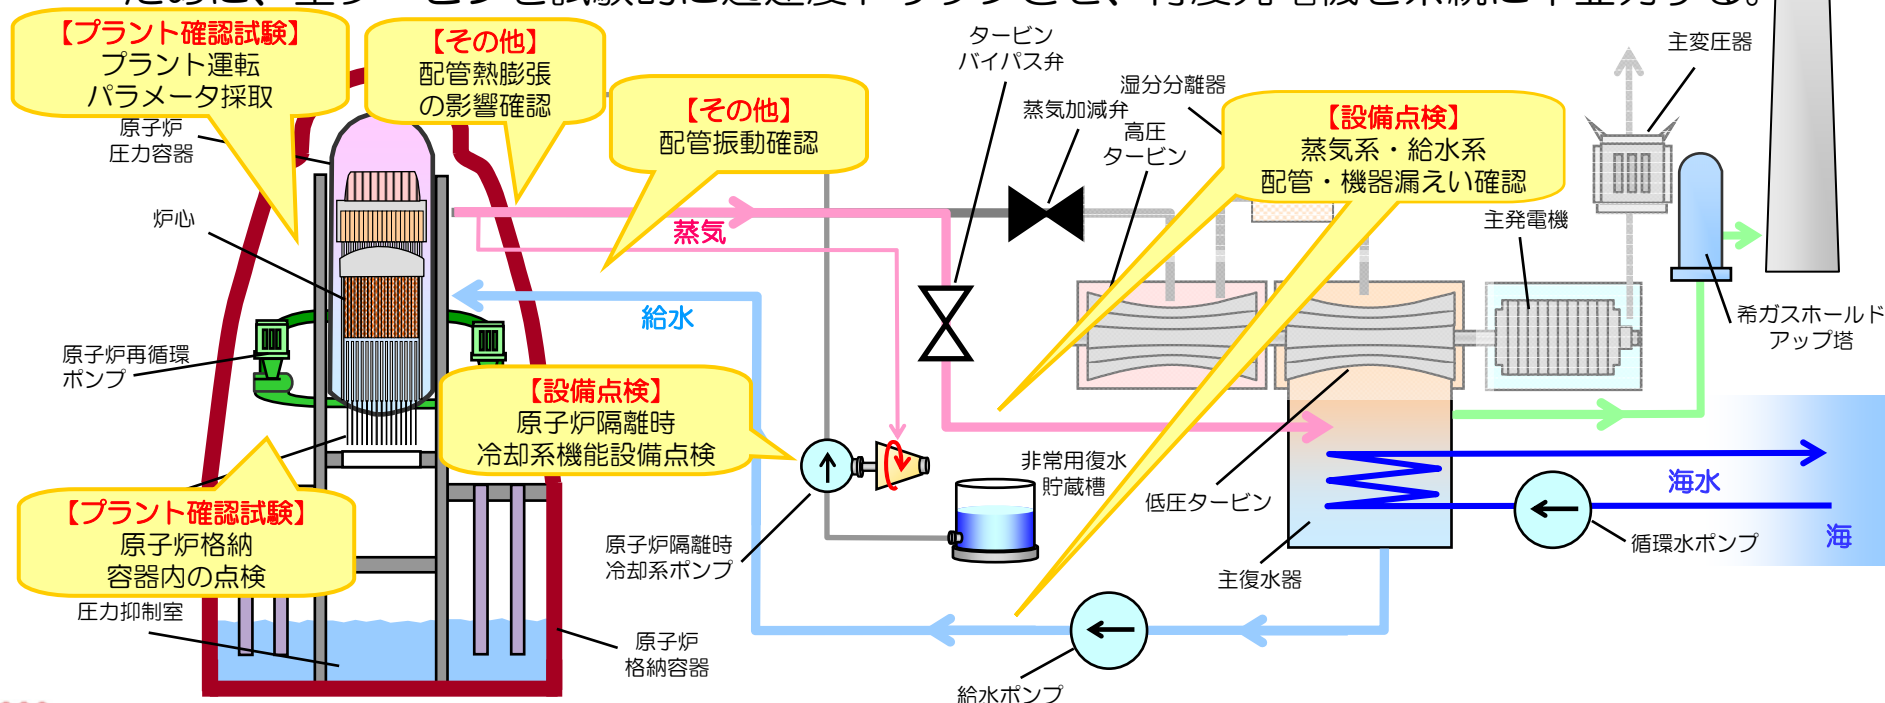 【プラント確認試験】
プラント運転
パラメータ採取
【その他】
配管熱膨張
の影響確認
【その他】
配管振動確認
タービン
バイパス弁
蒸気加減弁
湿分分離器
高圧
タービン
【設備点検】
蒸気系・給水系
配管・機器漏えい確認
主変圧器
主発電機
希ガスホールド
アップ塔
原子炉
圧力容器
炉心
蒸気
給水
原子炉再循環
ポンプ
【設備点検】
原子炉隔離時
冷却系機能設備点検
非常用復水
貯蔵槽
低圧タービン
海水
海
循環水ポンプ
主復水器
【プラント確認試験】
原子炉格納
容器内の点検
原子炉隔離時
冷却系ポンプ
圧力抑制室
原子炉
格納容器
給水ポンプ